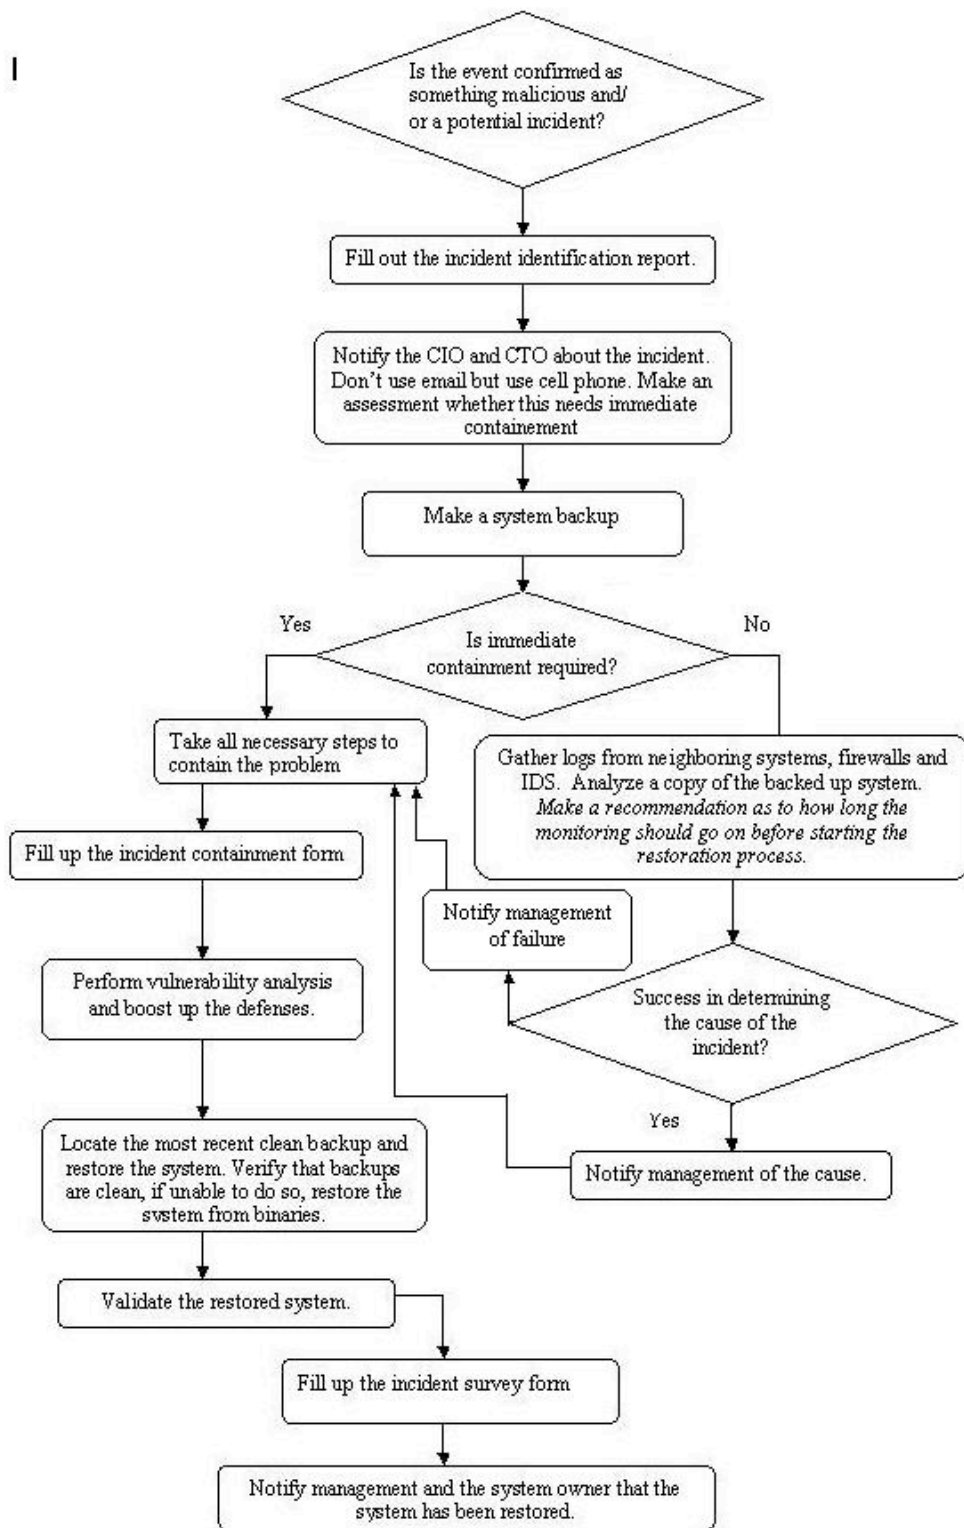 I
Is the event confirmed as
something malicious and/
or a potential incident?
Fill out the incident identification report.
Notify the CIO and CTO about the incident.
Don't use email but use cell phone. Make an
assessment whether this needs immediate
containement
Make a system backup
Yes
No
Is immediate
containment required?
Take all necessary steps to
contain the problem
Gather logs from neighboring systems, firewalls and
IDS. Analyze a copy of the backed up system.
Make a recommendation as to how long the
monitoring should go on before starting the
restoration process.
Fill up the incident containment form
Notify management
of failure
Perform vulnerability analysis
and boost up the defenses.
Success in determining
the cause of the
incident?
Yes
Locate the most recent clean backup and
restore the system. Verify that backups
are clean, if unable to do so, restore the
system from binaries.
Notify management of the cause.
Validate the restored system.
Fill up the incident survey form
Notify management and the system owner that the
system has been restored.